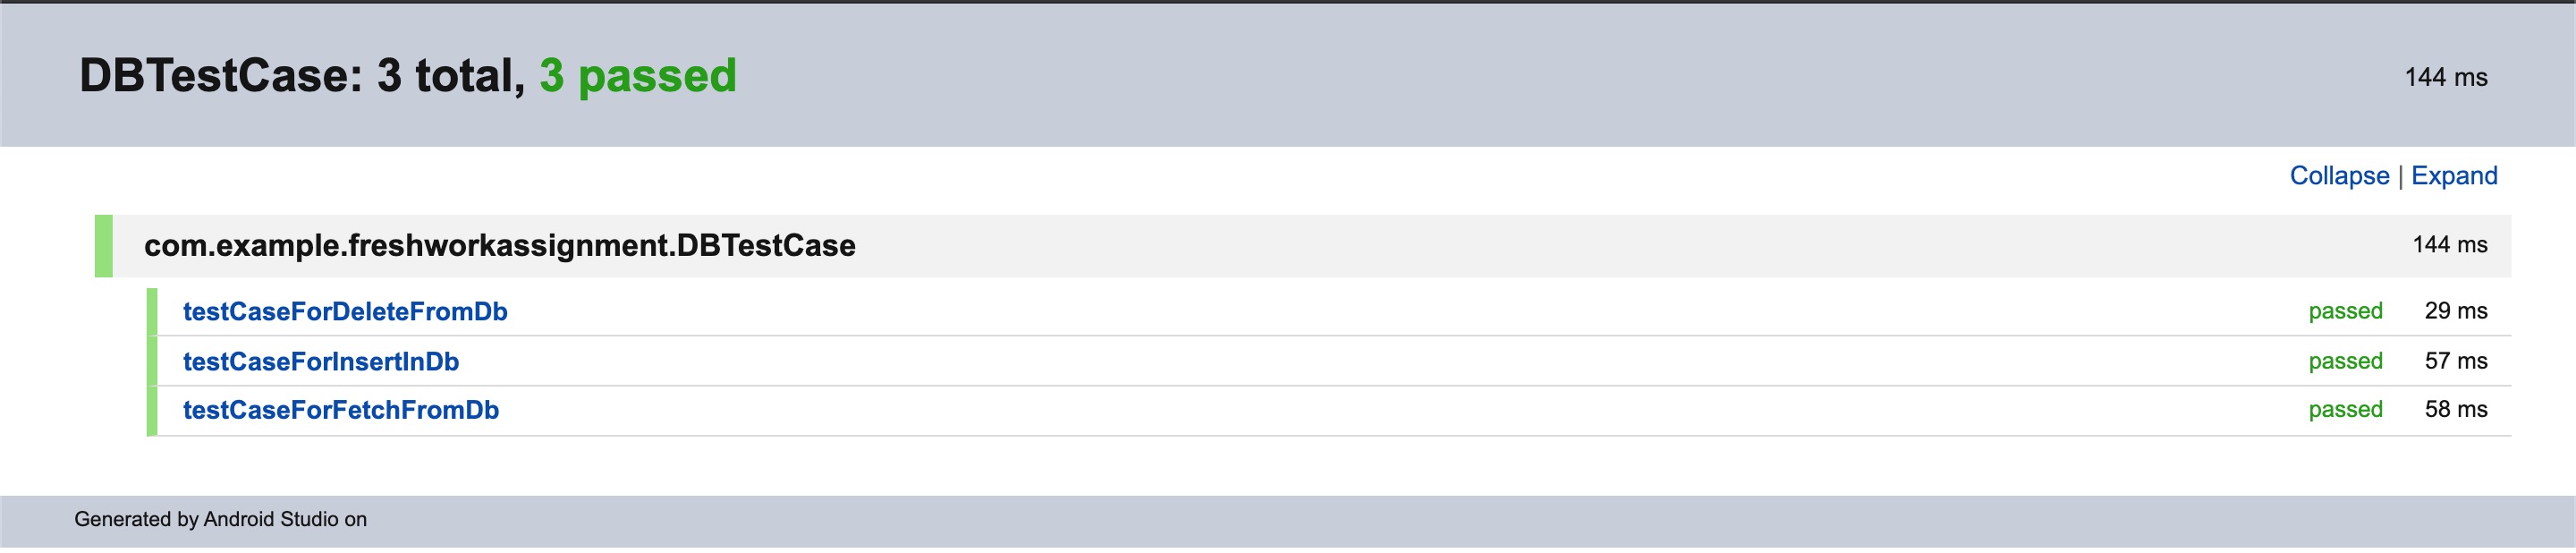 DBTestCase: 3 total, 3 passed 144 ms
Collapse | Expand
com.example.freshworkassignment.DBTestCase 144 ms
testCaseForDeleteFromDb passed 29 ms
testCaseForInsertInDb passed 57 ms
testCaseForFetchFromDb passed 58 ms
Generated by Android Studio on